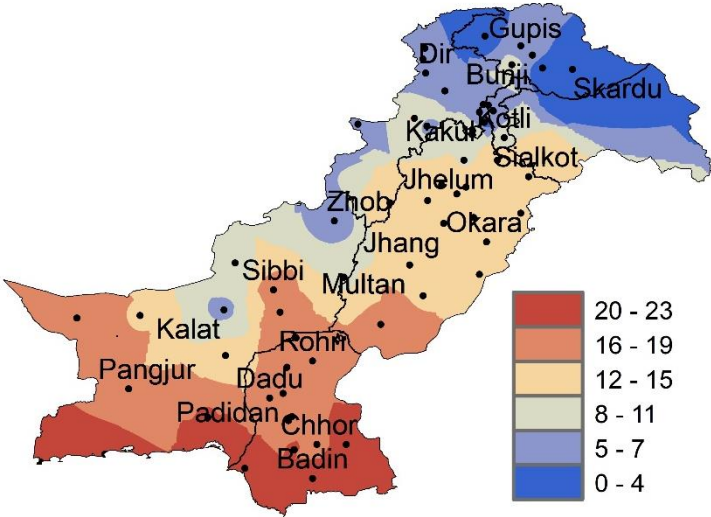 Gupis
Dir
Bunji
Skardu
Kotli
Kakul
Sialkot
Jhelum
Zhob
Okara
Jhang
Sibbi
Multan
Kalat
Rohri
Pangjur
Dadu
Padidan
Chhor
Badin
20 - 23
16 - 19
12 - 15
8 - 11
5 - 7
0 - 4